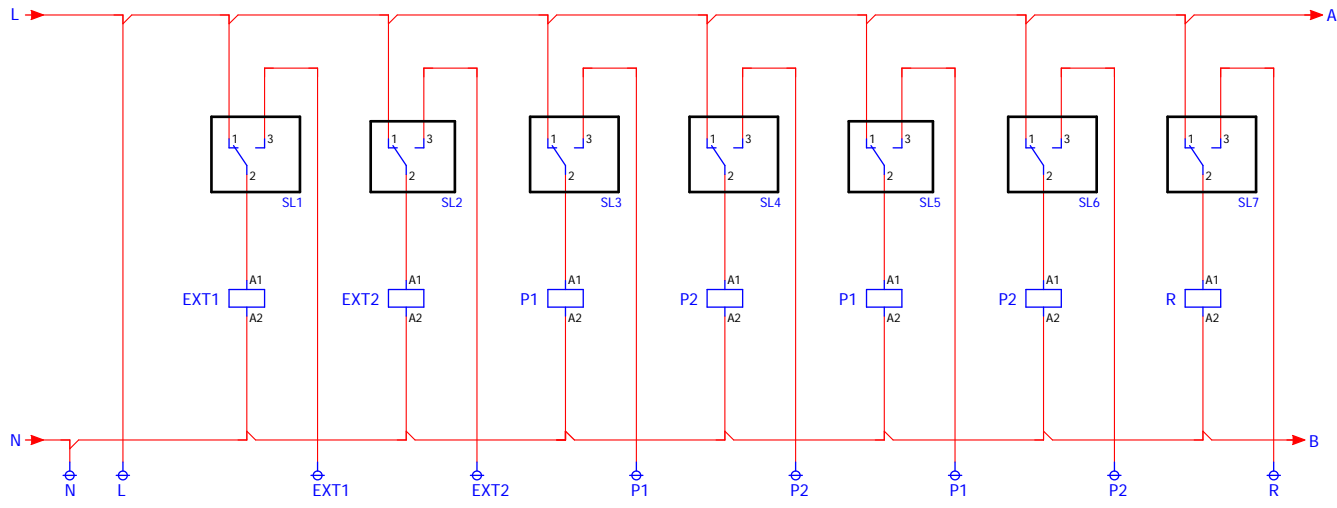 L A
1 3 1 3 1 3 1 3 1 3 1 3 1 3
2 2 2 2 2 2 2
SL1 SL2 SL3 SL4 SL5 SL6 SL7
A1 A1 A1 A1 A1 A1 A1
EXT1 EXT2 P1 P2 P1 P2 R
A2 A2 A2 A2 A2 A2 A2
N B
N L EXT1 EXT2 P1 P2 P1 P2 R